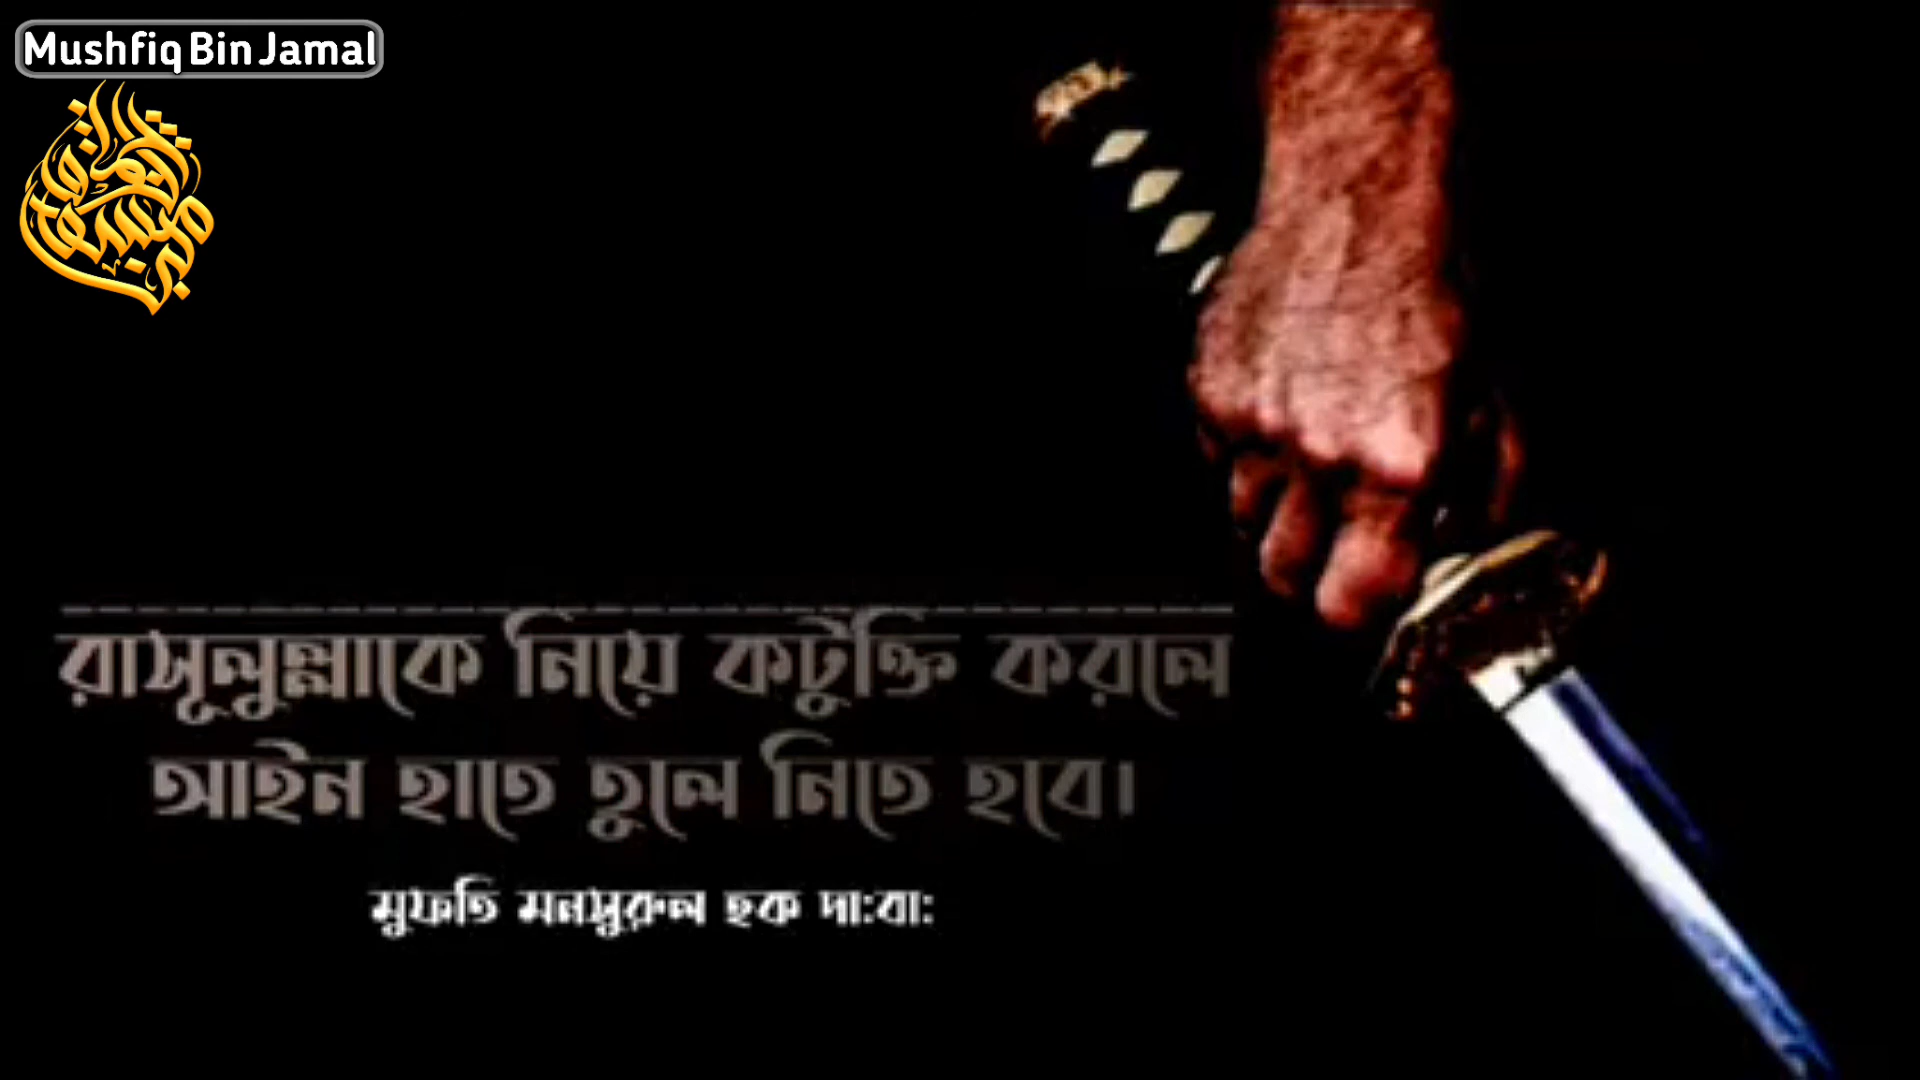 Mushfiq Bin Jamal
রাসূলুল্লাকে নিয়ে কটুক্তি করলে
আইন হাতে তুলে নিতে হবে।
মুফতি মনসুরুল হক দা:বা: